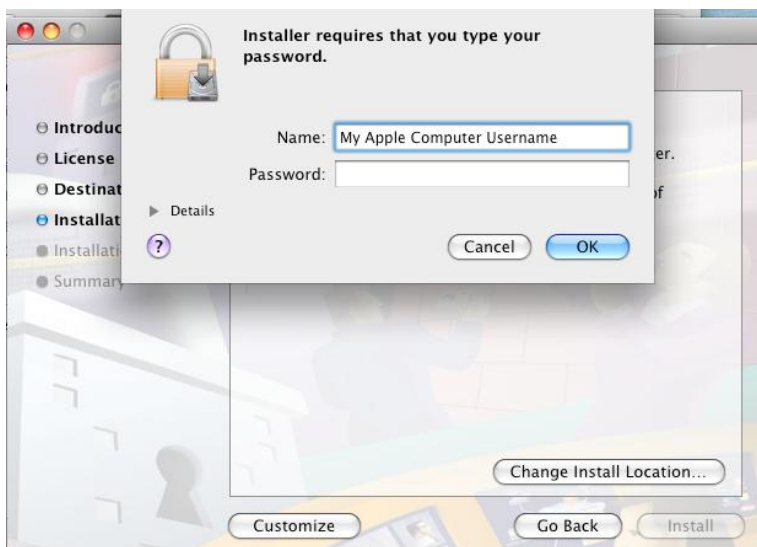 Installer requires that you type your
password.
Name: My Apple Computer Username
Password:
Details
?
Cancel
OK
Introduc
License
Destinat
Installat
Installati
Summary
er.
of
Change Install Location...
Customize
Go Back
Install